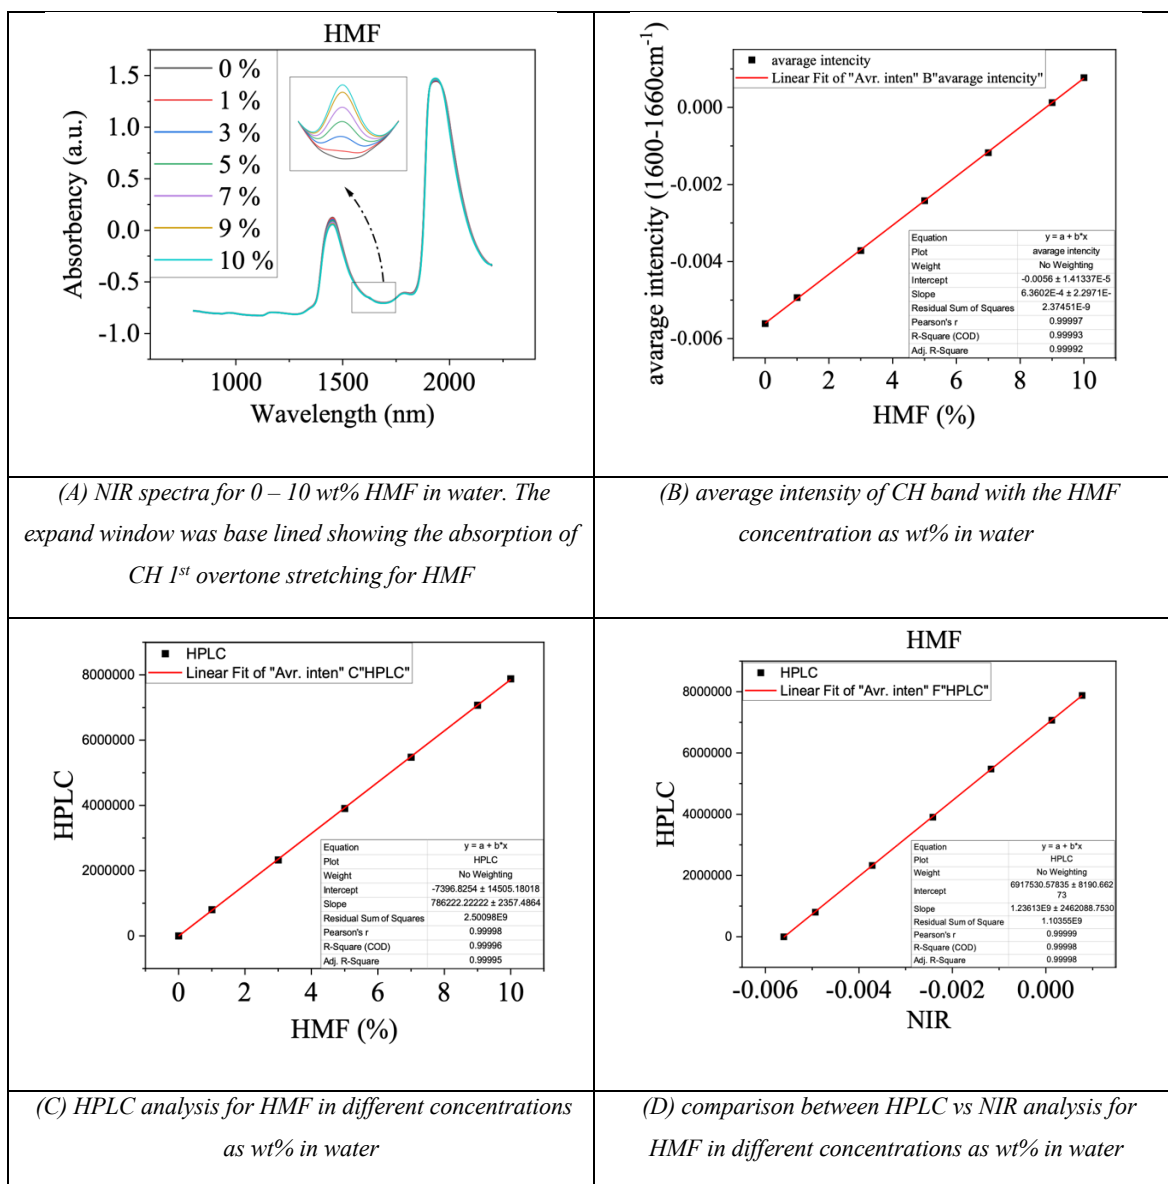 HMF
0 %
1 %
3 %
5 %
7 %
9 %
10 %
1.5
1.0
0.5
0.0
-0.5
-1.0
Absorbency (a.u.)
1000 1500 2000
Wavelength (nm)
avarage intencity
Linear Fit of "Avr. inten" B"avarage intencity"
0.000
-0.002
-0.004
-0.006
avarage intencity (1600-1660cm⁻¹)
Equation y = a + b*x
Plot avarage intencity
Weight No Weighting
Intercept -0.0056 ± 1.41337E-5
Slope 6.3602E-4 ± 2.2971E-
Residual Sum of Squares 2.37451E-9
Pearson's r 0.99997
R-Square (COD) 0.99993
Adj. R-Square 0.99992
0 2 4 6 8 10
HMF (%)
(A) NIR spectra for 0 – 10 wt% HMF in water. The
expand window was base lined showing the absorption of
CH 1st overtone stretching for HMF
(B) average intensity of CH band with the HMF
concentration as wt% in water
HPLC
Linear Fit of "Avr. inten" C"HPLC"
8000000
6000000
4000000
2000000
0
HPLC
Equation y = a + b*x
Plot HPLC
Weight No Weighting
Intercept -7396.8254 ± 14505.18018
Slope 786222.22222 ± 2357.4864
Residual Sum of Squares 2.50098E9
Pearson's r 0.99998
R-Square (COD) 0.99996
Adj. R-Square 0.99995
0 2 4 6 8 10
HMF (%)
HMF
HPLC
Linear Fit of "Avr. inten" F"HPLC"
8000000
6000000
4000000
2000000
0
HPLC
Equation y = a + b*x
Plot HPLC
Weight No Weighting
Intercept 6917530.57835 ± 8190.662
73
Slope 1.23613E9 ± 2462088.7530
Residual Sum of Square 1.10355E9
Pearson's r 0.99999
R-Square (COD) 0.99998
Adj. R-Square 0.99998
-0.006 -0.004 -0.002 0.000
NIR
(C) HPLC analysis for HMF in different concentrations
as wt% in water
(D) comparison between HPLC vs NIR analysis for
HMF in different concentrations as wt% in water